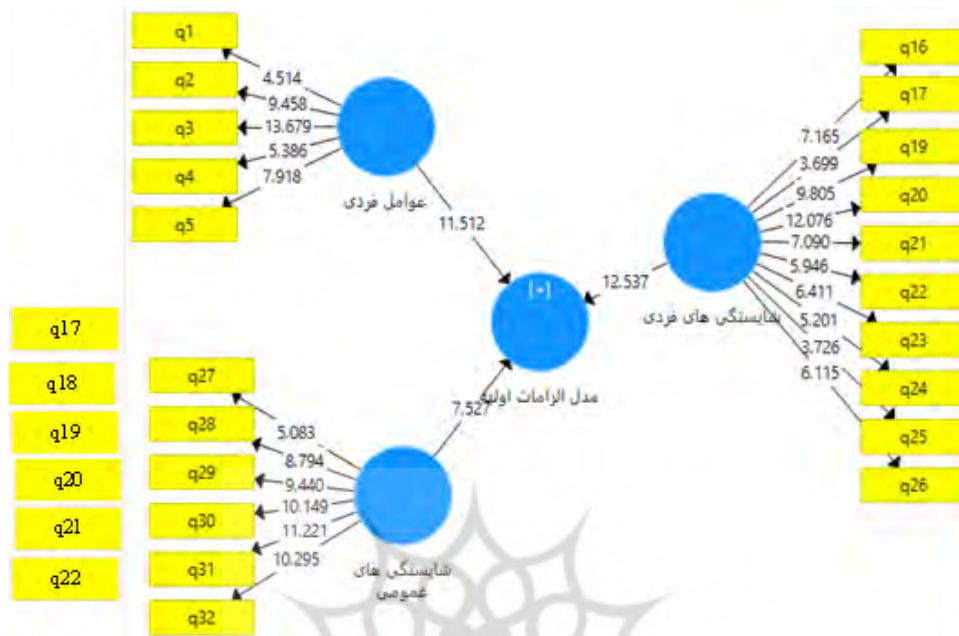 q1
q2
q3
q4
q5
4.514
9.458
13.679
5.386
7.918
عوامل فردی
11.512
q16
q17
q19
q20
q21
q22
q23
q24
q25
q26
7.165
3.699
9.805
12.076
7.090
5.946
6.411
5.201
3.726
6.115
شایستگی های فردی
12.537
[+]
مدل الزامات اولیه
7.527
q17
q18
q19
q20
q21
q22
q27
q28
q29
q30
q31
q32
5.083
8.794
9.440
10.149
11.221
10.295
شایستگی های
عمومی